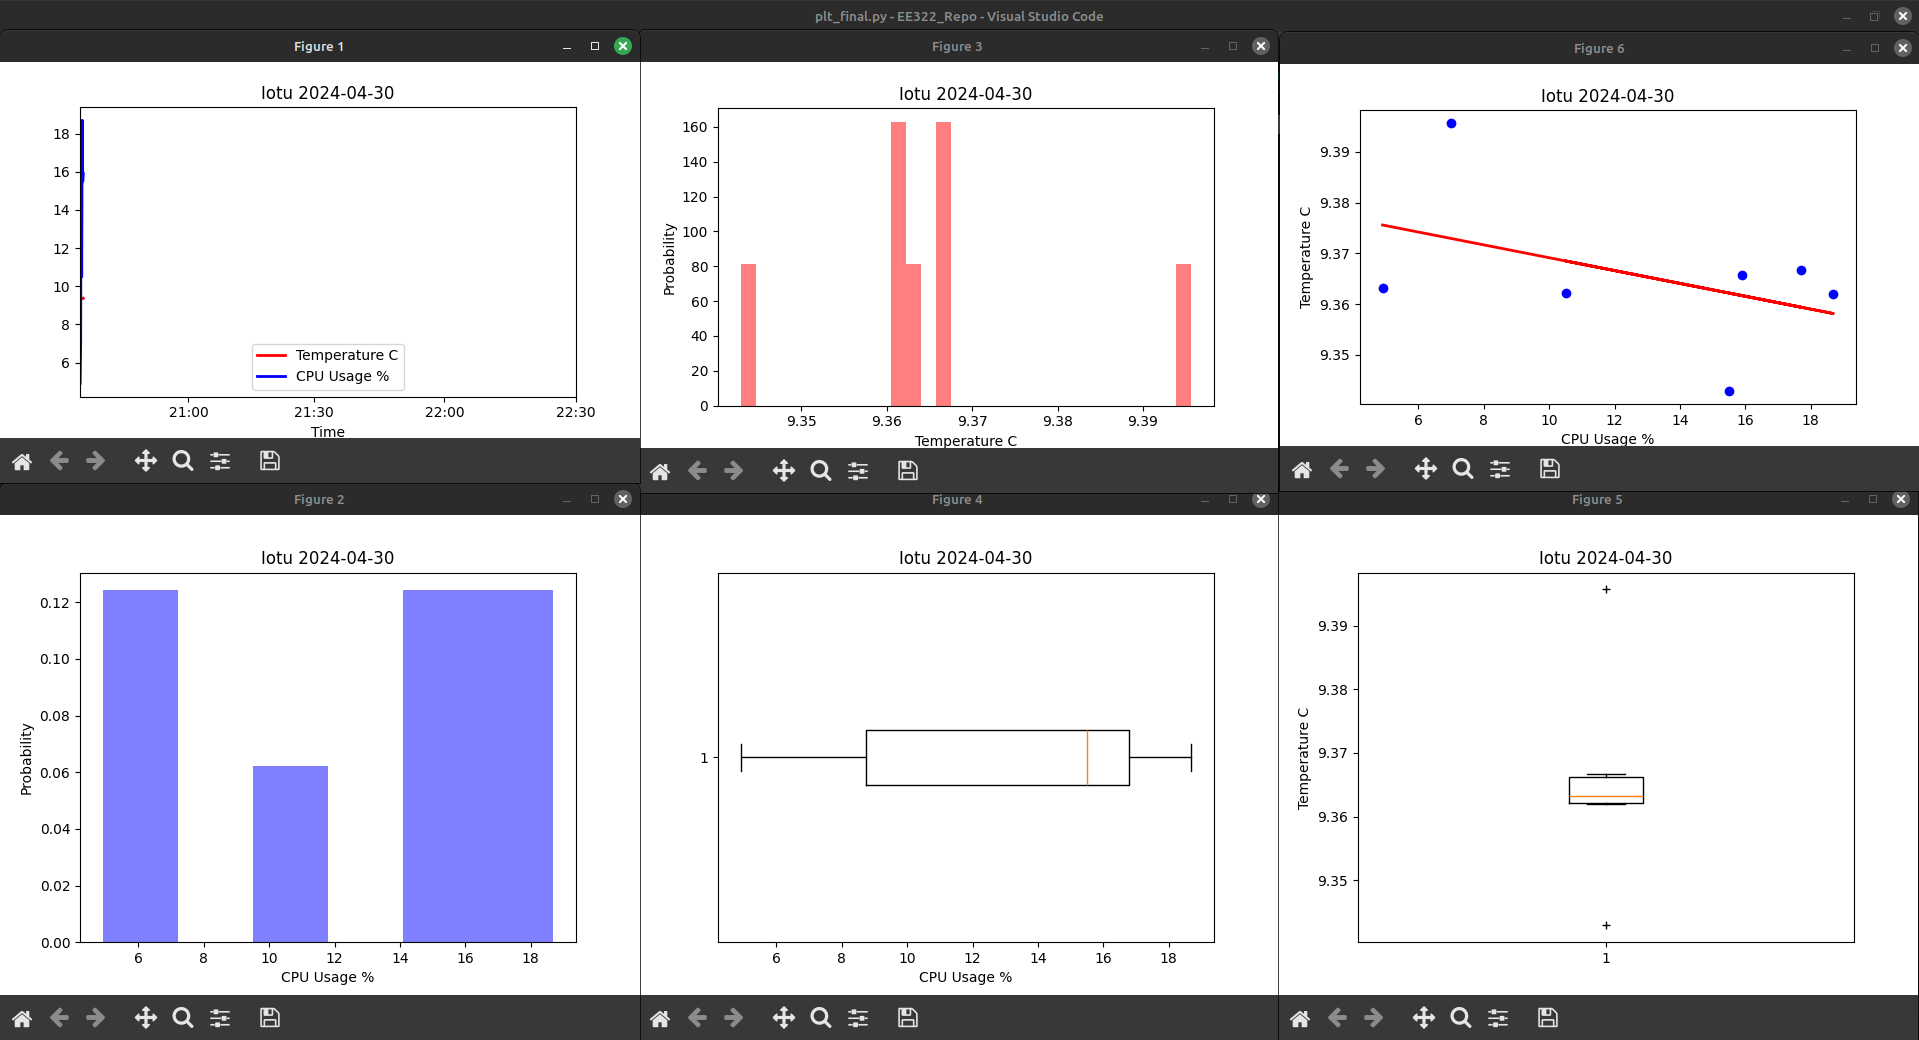 plt_final.py - EE322_Repo - Visual Studio Code
Figure 1
Iotu 2024-04-30
18
16
14
12
10
8
6
Temperature C
CPU Usage %
21:00 21:30 22:00 22:30
Time
Figure 3
Iotu 2024-04-30
Probability
160
140
120
100
80
60
40
20
0
9.35 9.36 9.37 9.38 9.39
Temperature C
Figure 6
Iotu 2024-04-30
Temperature C
9.39
9.38
9.37
9.36
9.35
6 8 10 12 14 16 18
CPU Usage %
Figure 2
Iotu 2024-04-30
Probability
0.12
0.10
0.08
0.06
0.04
0.02
0.00
6 8 10 12 14 16 18
CPU Usage %
Figure 4
Iotu 2024-04-30
1
6 8 10 12 14 16 18
CPU Usage %
Figure 5
Iotu 2024-04-30
Temperature C
9.39
9.38
9.37
9.36
9.35
1